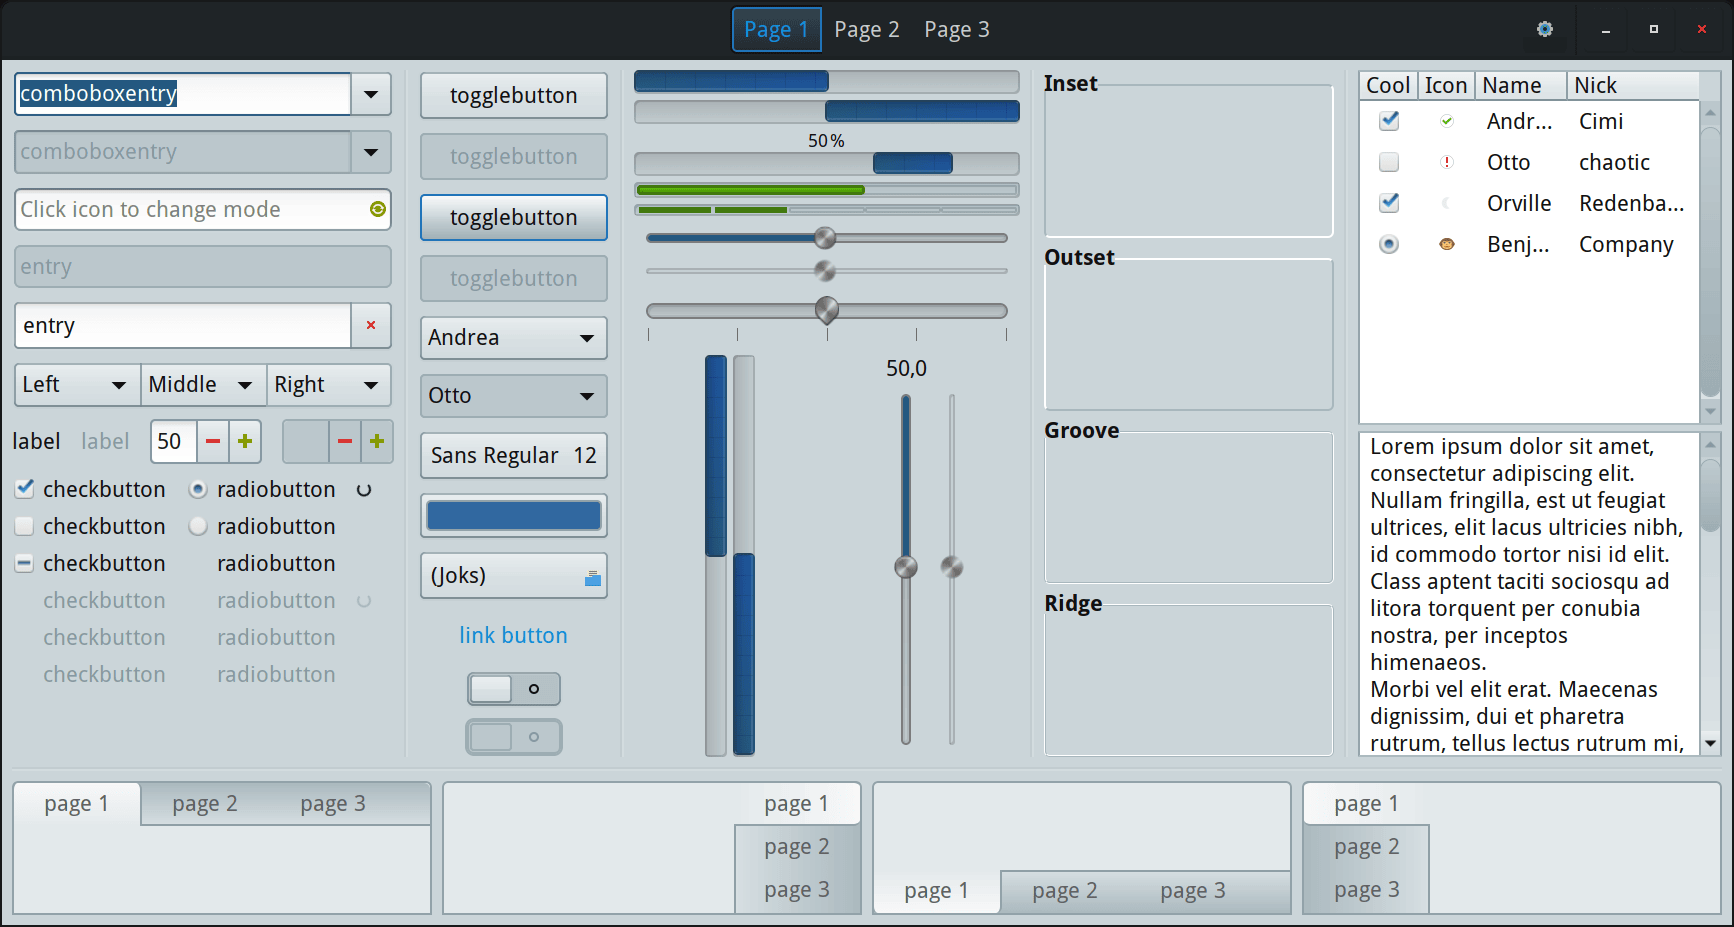 Page 1 Page 2 Page 3
comboboxentry
comboboxentry
Click icon to change mode
entry
entry
Left Middle Right
label label 50
checkbutton radiobutton
checkbutton radiobutton
checkbutton radiobutton
checkbutton radiobutton
checkbutton radiobutton
checkbutton radiobutton
togglebutton
togglebutton
togglebutton
togglebutton
Andrea
Otto
Sans Regular 12
(Joks)
link button
50 %
50,0
Inset
Outset
Groove
Ridge
Cool Icon Name Nick
Andr... Cimi
Otto chaotic
Orville Redenba...
Benj... Company
Lorem ipsum dolor sit amet,
consectetur adipiscing elit.
Nullam fringilla, est ut feugiat
ultrices, elit lacus ultricies nibh,
id commodo tortor nisi id elit.
Class aptent taciti sociosqu ad
litora torquent per conubia
nostra, per inceptos
himenaeos.
Morbi vel elit erat. Maecenas
dignissim, dui et pharetra
rutrum, tellus lectus rutrum mi,
page 1 page 2 page 3
page 1
page 2
page 3
page 1 page 2 page 3
page 1
page 2
page 3